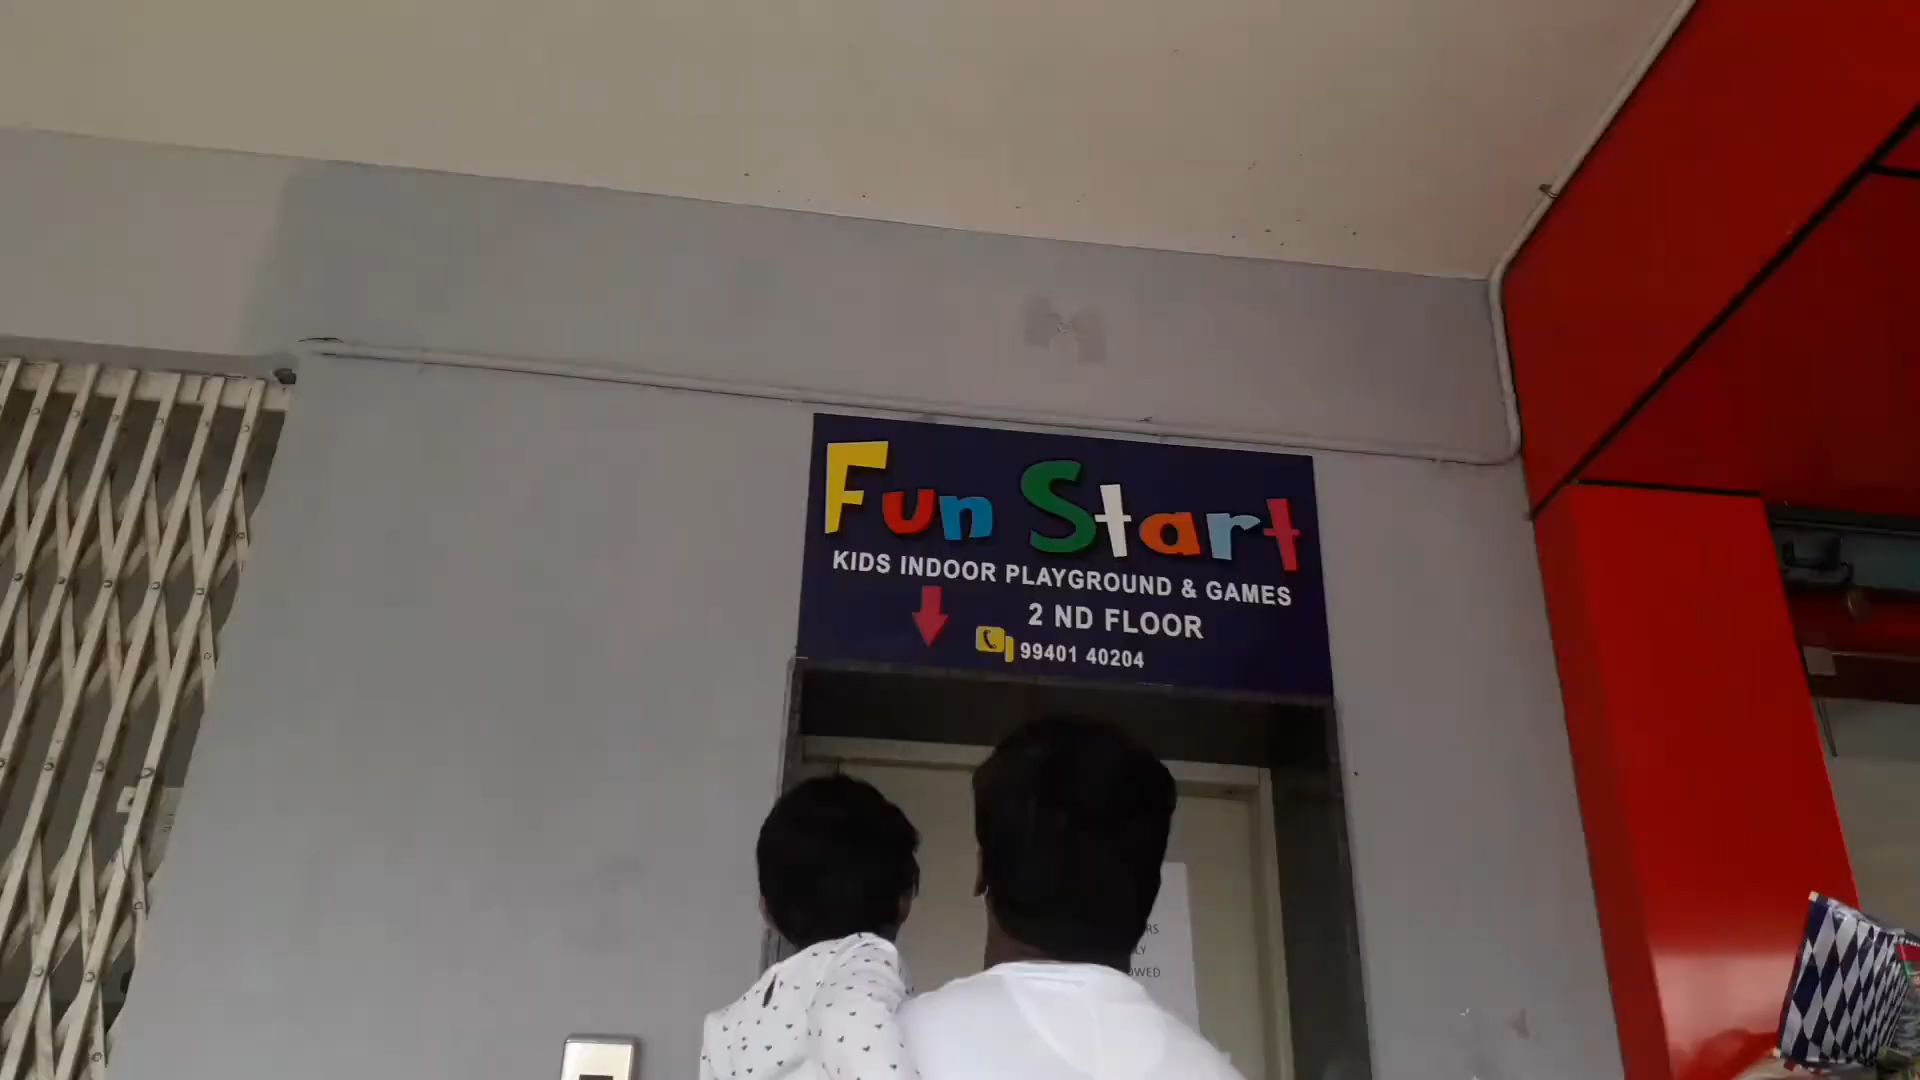 Fun Start
KIDS INDOOR PLAYGROUND & GAMES
2 ND FLOOR
99401 40204